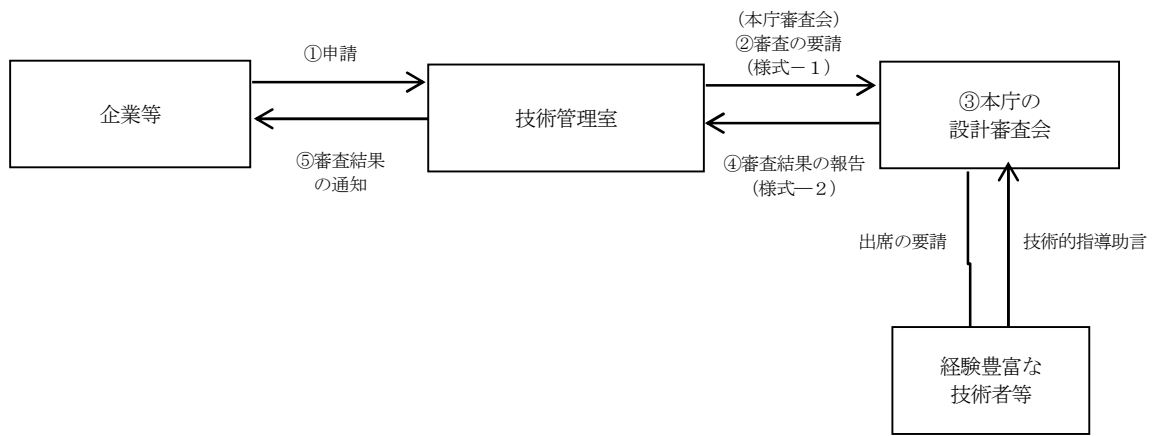 ①申請
企業等
⑤審査結果
の通知
技術管理室
（本庁審査会）
②審査の要請
（様式－１）
④審査結果の報告
（様式―２）
③本庁の
設計審査会
出席の要請
技術的指導助言
経験豊富な
技術者等